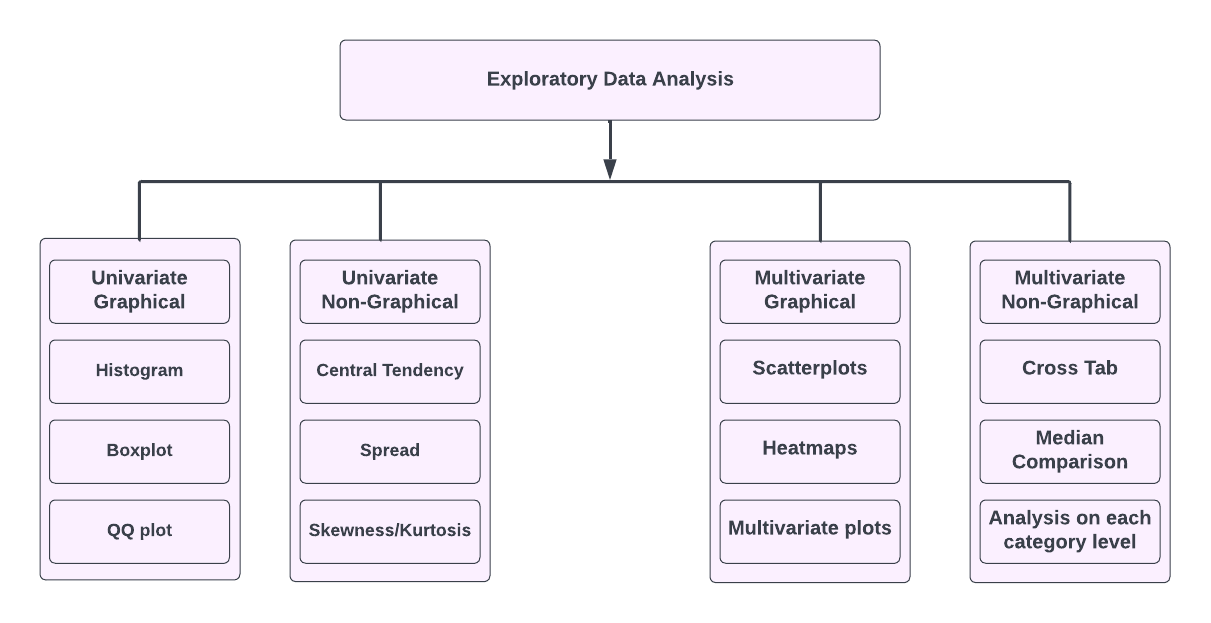 Exploratory Data Analysis
Univariate
Graphical
Histogram
Boxplot
QQ plot
Univariate
Non-Graphical
Central Tendency
Spread
Skewness/Kurtosis
Multivariate
Graphical
Scatterplots
Heatmaps
Multivariate plots
Multivariate
Non-Graphical
Cross Tab
Median
Comparison
Analysis on each
category level